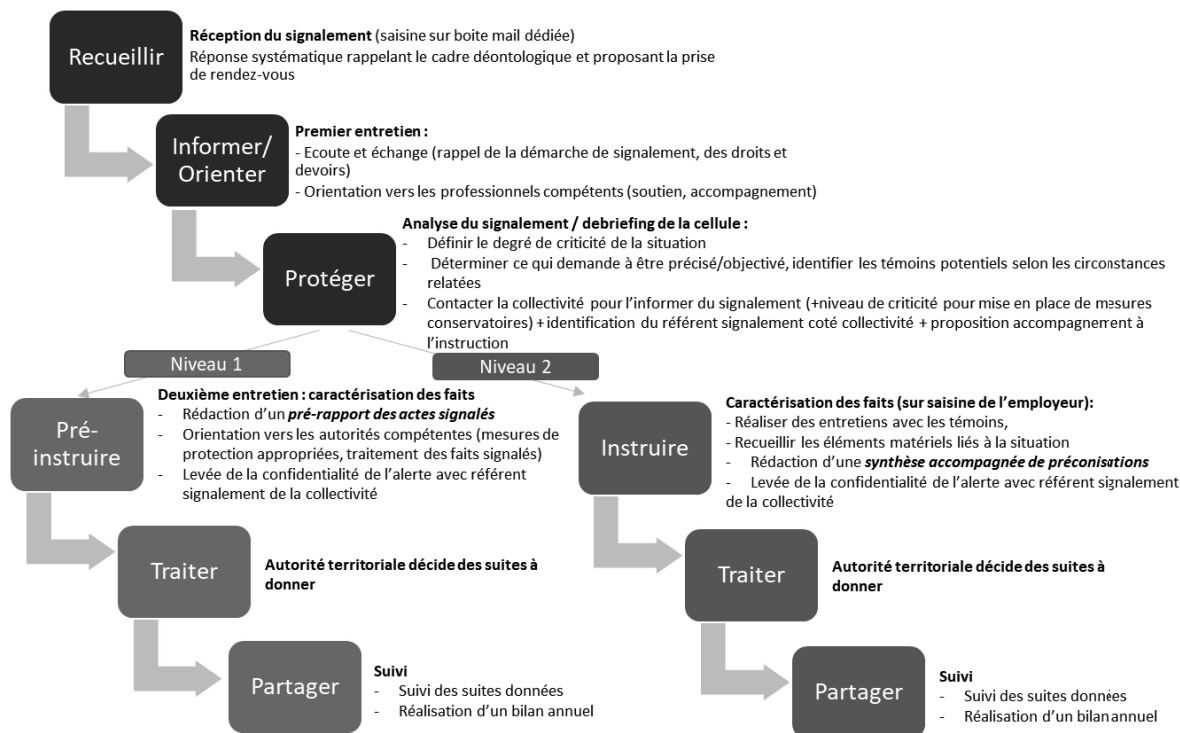 Recueillir
Réception du signalement (saisine sur boite mail dédiée)
Réponse systématique rappelant le cadre déontologique et proposant la prise
de rendez-vous
Informer/
Orienter
Premier entretien :
- Ecoute et échange (rappel de la démarche de signalement, des droits et
devoirs)
- Orientation vers les professionnels compétents (soutien, accompagnement)
Protéger
Analyse du signalement / debriefing de la cellule :
- Définir le degré de criticité de la situation
- Déterminer ce qui demande à être précisé/objectivé, identifier les témoins potentiels selon les circonstances
relatées
- Contacter la collectivité pour l'informer du signalement (+niveau de criticité pour mise en place de mesures
conservatoires) + identification du référent signalement coté collectivité + proposition accompagnement à
l'instruction
Niveau 1
Niveau 2
Pré-
instruire
Deuxième entretien : caractérisation des faits
- Rédaction d'un pré-rapport des actes signalés
- Orientation vers les autorités compétentes (mesures de
protection appropriées, traitement des faits signalés)
- Levée de la confidentialité de l'alerte avec référent
signalement de la collectivité
Instruire
Caractérisation des faits (sur saisine de l'employeur):
- Réaliser des entretiens avec les témoins,
- Recueillir les éléments matériels liés à la situation
- Rédaction d'une synthèse accompagnée de préconisations
- Levée de la confidentialité de l'alerte avec référent signalement
de la collectivité
Traiter
Autorité territoriale décide des suites à
donner
Traiter
Autorité territoriale décide des suites à
donner
Partager
Suivi
- Suivi des suites données
- Réalisation d'un bilan annuel
Partager
Suivi
- Suivi des suites données
- Réalisation d'un bilan annuel